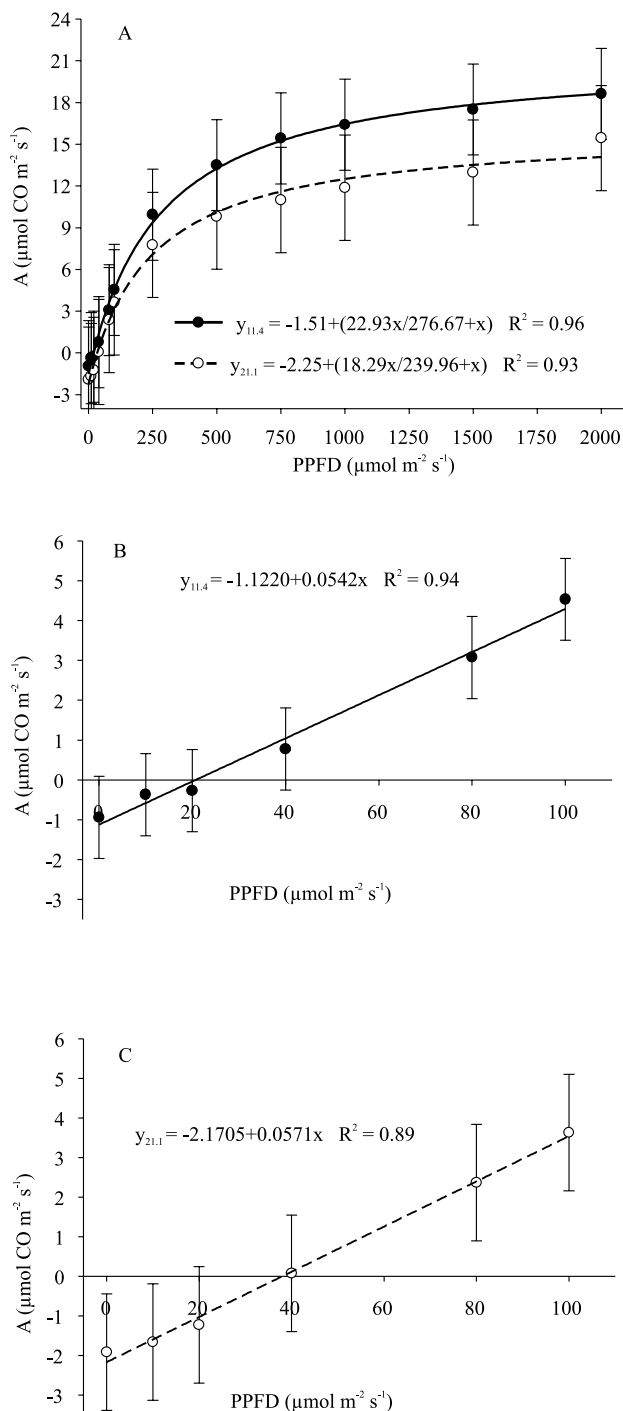 A
24
21
18
15
12
9
6
3
0
-3
A (µmol CO m⁻² s⁻¹)
y11.4 = -1.51+(22.93x/276.67+x) R² = 0.96
y21.1 = -2.25+(18.29x/239.96+x) R² = 0.93
0 250 500 750 1000 1250 1500 1750 2000
PPFD (µmol m⁻² s⁻¹)
B
6
5
4
3
2
1
0
-1
-2
-3
A (µmol CO m⁻² s⁻¹)
y11.4 = -1.1220+0.0542x R² = 0.94
0 20 40 60 80 100
PPFD (µmol m⁻² s⁻¹)
C
6
5
4
3
2
1
0
-1
-2
-3
A (µmol CO m⁻² s⁻¹)
y21.1 = -2.1705+0.0571x R² = 0.89
0 20 40 60 80 100
PPFD (µmol m⁻² s⁻¹)